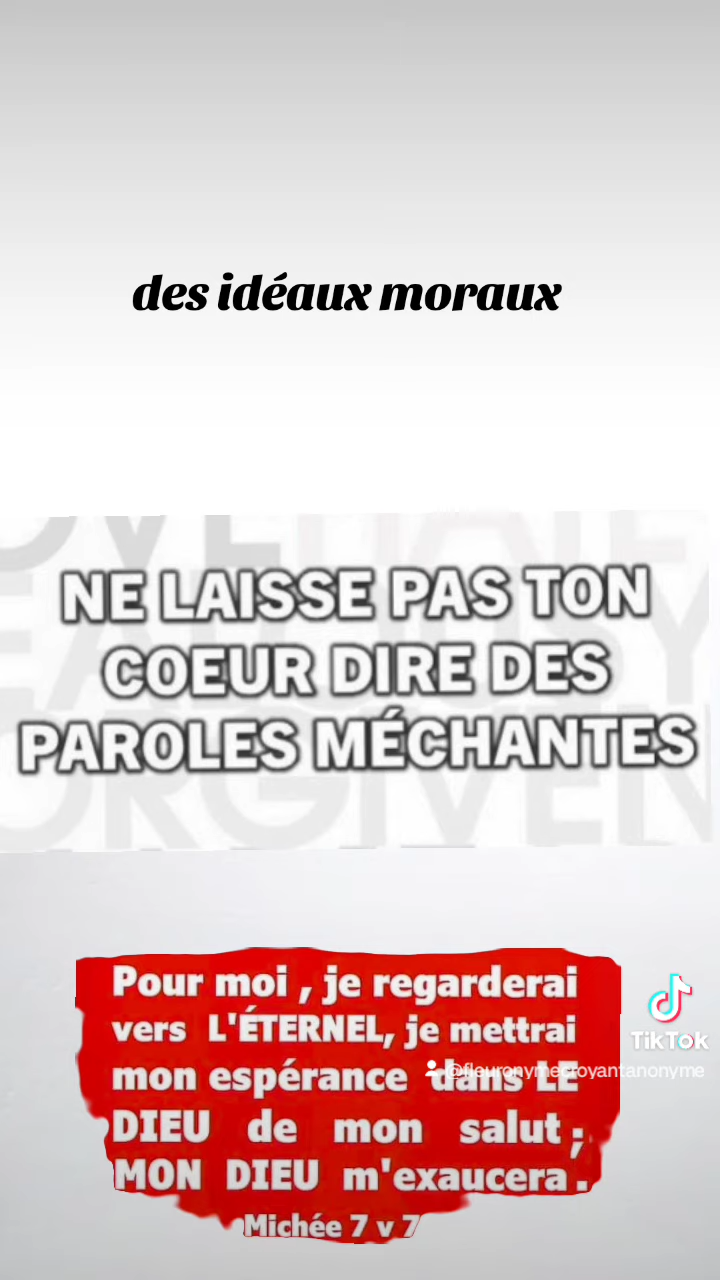 des idéaux moraux
NE LAISSE PAS TON
COEUR DIRE DES
PAROLES MÉCHANTES
Pour moi , je regarderai
vers L'ÉTERNEL, je mettrai
mon espérance dans LE
DIEU de mon salut ;
MON DIEU m'exaucera .
Michée 7 v 7
TikTok
@fleuronymecroyantanonyme